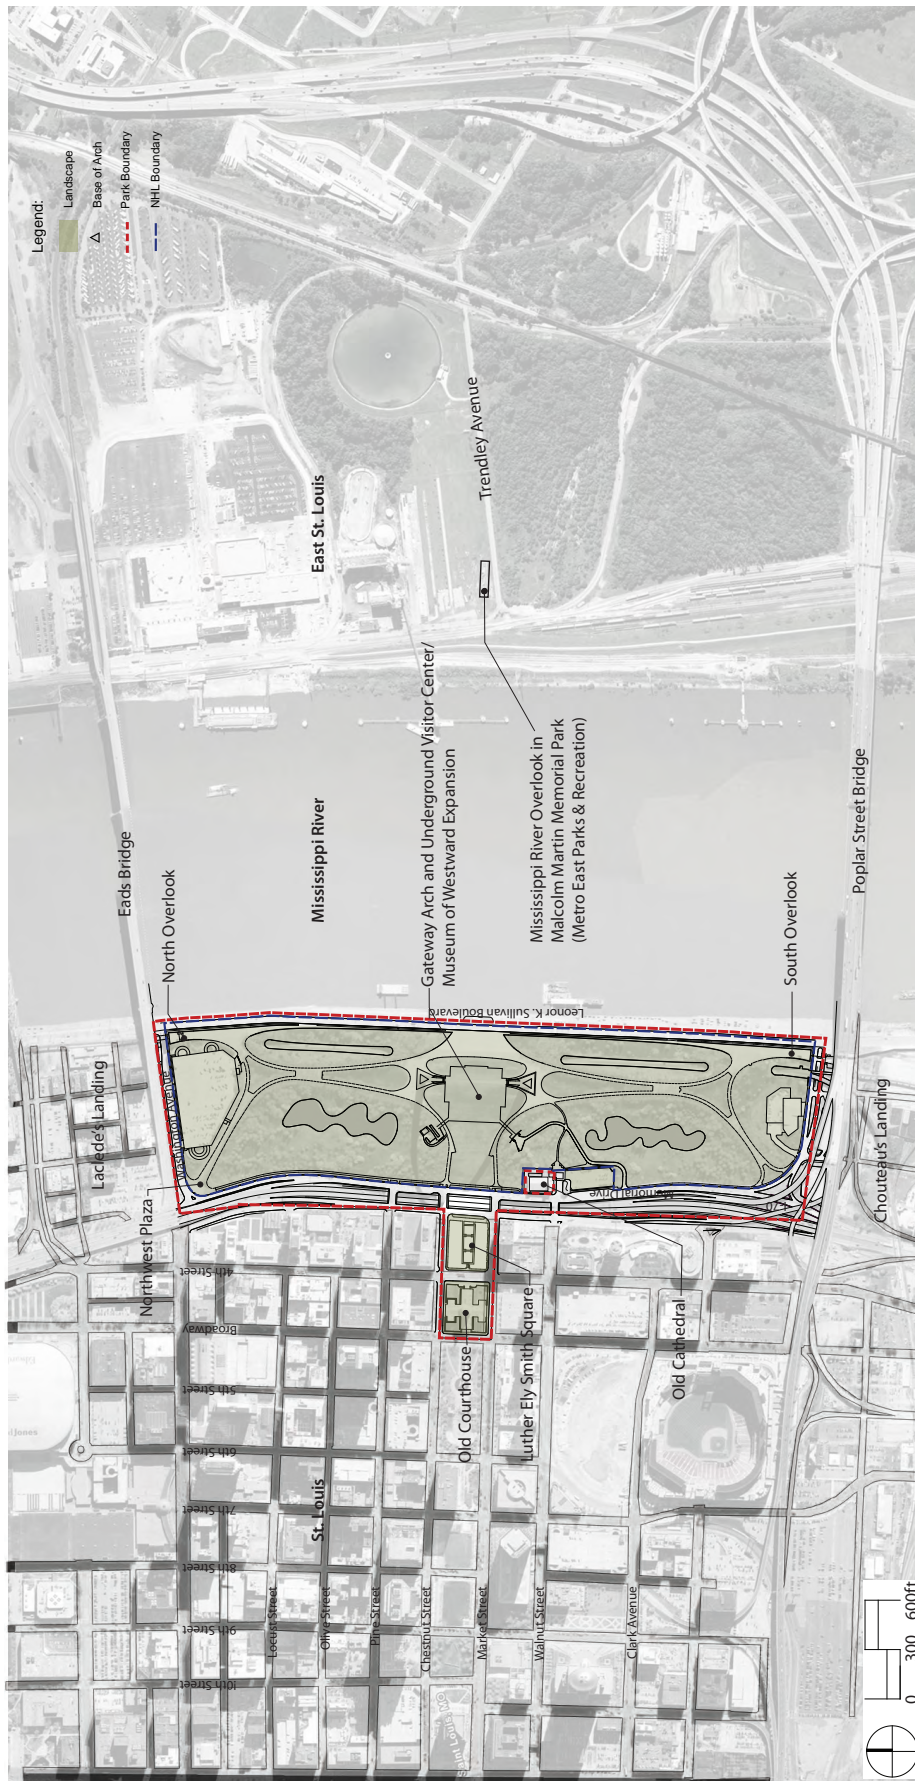 Legend:
Landscape
Base of Arch
Park Boundary
NHL Boundary
East St. Louis
Trendley Avenue
Mississippi River Overlook in
Malcolm Martin Memorial Park
(Metro East Parks & Recreation)
Gateway Arch and Underground Visitor Center/
Museum of Westward Expansion
Mississippi River
Eads Bridge
Poplar Street Bridge
North Overlook
South Overlook
Leonor K. Sullivan Boulevard
Laclede's Landing
Washington Avenue
Chouteau's Landing
Memorial Drive
I-70
Northwest Plaza
Old Courthouse
Luther Ely Smith Square
Old Cathedral
4th Street
Broadway
5th Street
6th Street
7th Street
8th Street
9th Street
10th Street
St. Louis
Locust Street
Olive Street
Pine Street
Chestnut Street
Market Street
Walnut Street
Clark Avenue
Saint Louis, MO
0 300 600ft